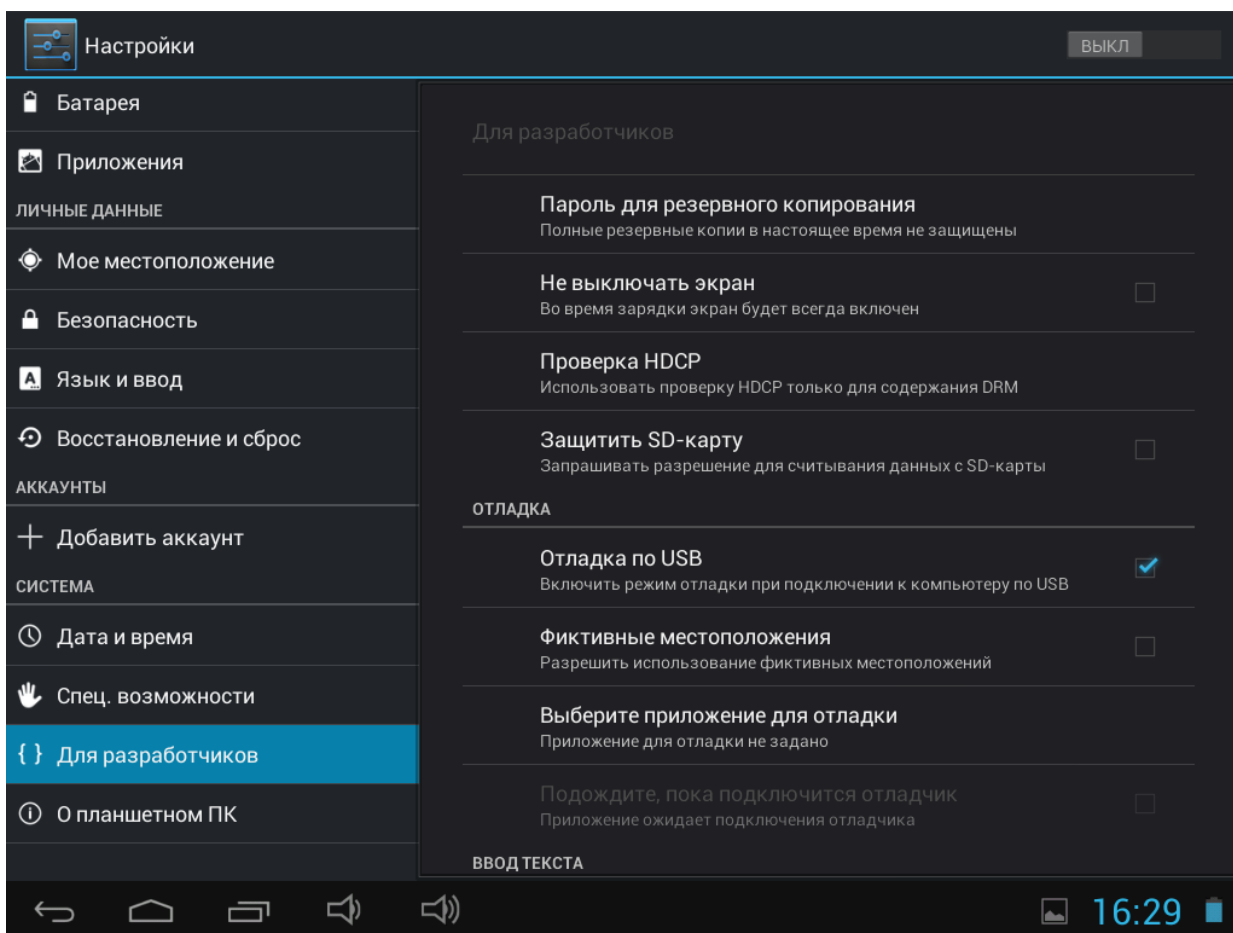 Настройки
ВЫКЛ
Батарея
Приложения
ЛИЧНЫЕ ДАННЫЕ
Мое местоположение
Безопасность
Язык и ввод
Восстановление и сброс
АККАУНТЫ
Добавить аккаунт
СИСТЕМА
Дата и время
Спец. возможности
Для разработчиков
О планшетном ПК
Для разработчиков
Пароль для резервного копирования
Полные резервные копии в настоящее время не защищены
Не выключать экран
Во время зарядки экран будет всегда включен
Проверка HDCP
Использовать проверку HDCP только для содержания DRM
Защитить SD-карту
Запрашивать разрешение для считывания данных с SD-карты
ОТЛАДКА
Отладка по USB
Включить режим отладки при подключении к компьютеру по USB
Фиктивные местоположения
Разрешить использование фиктивных местоположений
Выберите приложение для отладки
Приложение для отладки не задано
Подождите, пока подключится отладчик
Приложение ожидает подключения отладчика
ВВОД ТЕКСТА
16:29